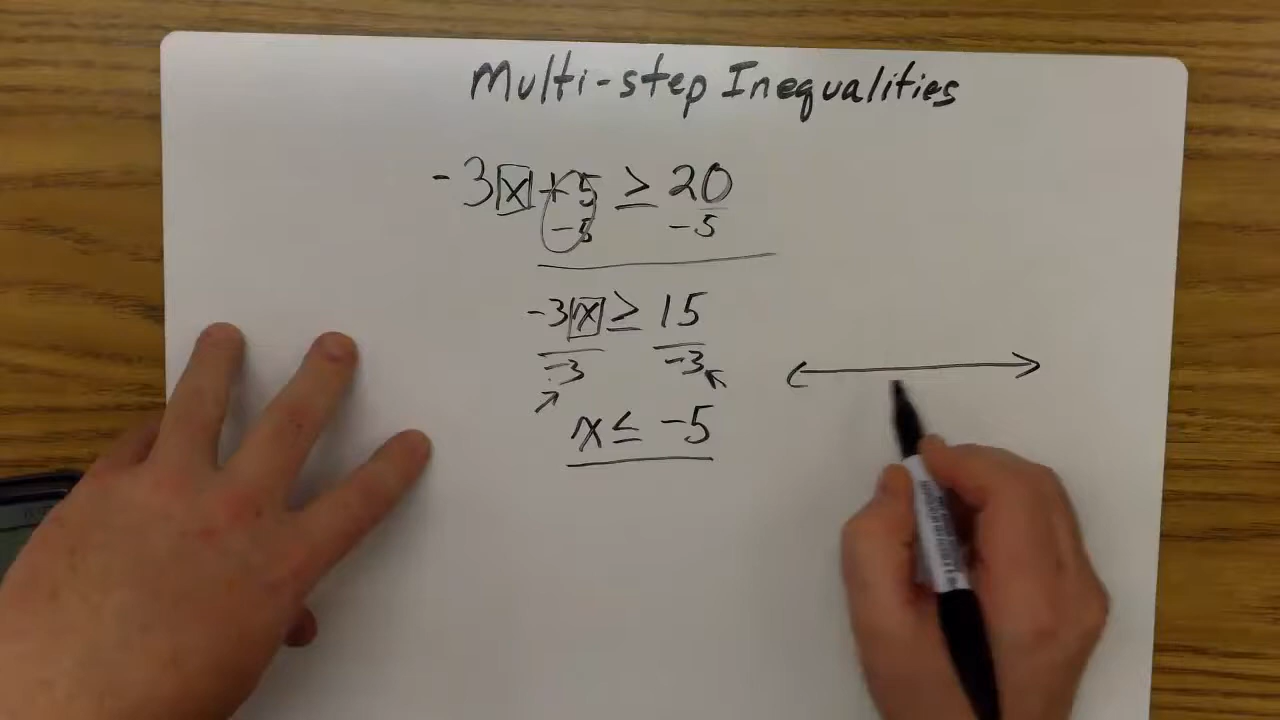 Multi-step Inequalities
-3x+5 ≥ 20
-5 -5
-3x ≥ 15
-3 -3
x ≤ -5